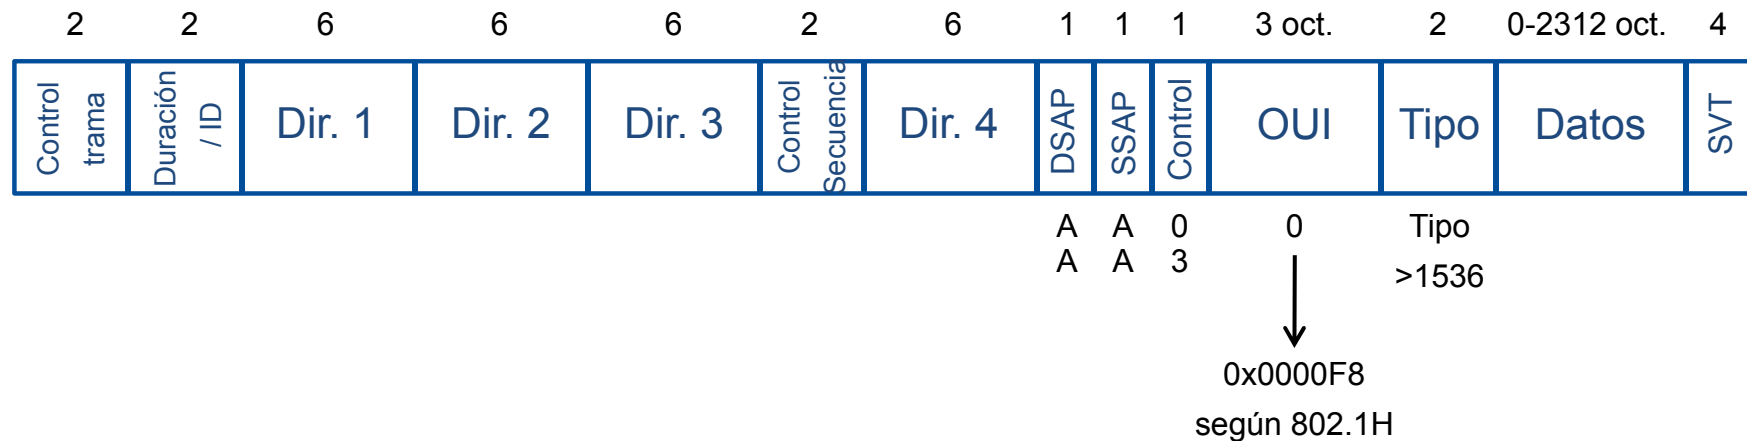 2 2 6 6 6 2 6 1 1 1 3 oct. 2 0-2312 oct. 4
Control
trama
Duración
/ ID
Dir. 1
Dir. 2
Dir. 3
Control
Secuencia
Dir. 4
DSAP
SSAP
Control
OUI
Tipo
Datos
SVT
A A 0 0 Tipo
A A 3 >1536
0x0000F8
según 802.1H